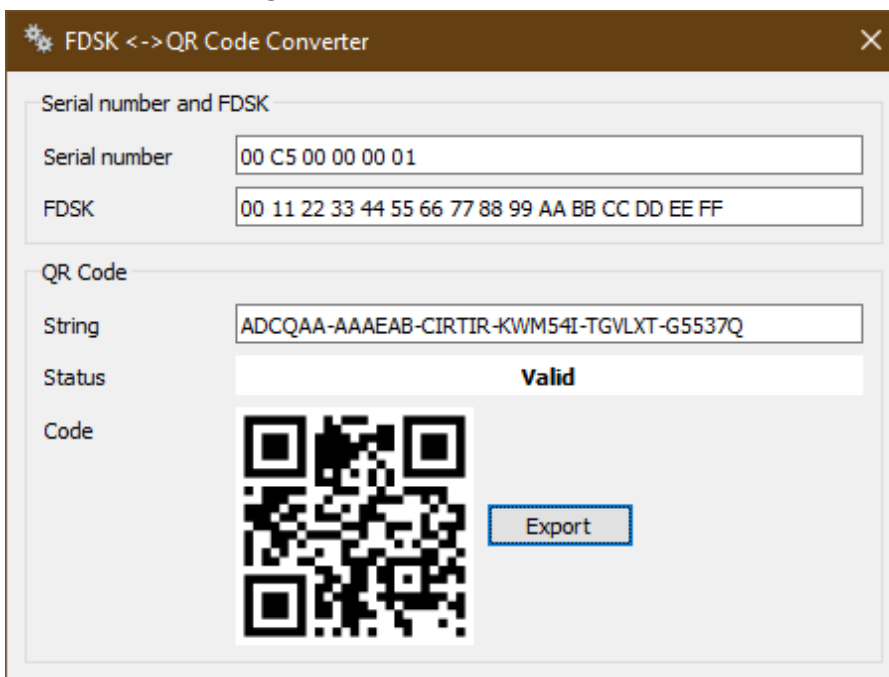 FDSK <->QR Code Converter
Serial number and FDSK
Serial number 00 C5 00 00 00 01
FDSK 00 11 22 33 44 55 66 77 88 99 AA BB CC DD EE FF
QR Code
String ADCQAA-AAAEAB-CIRTIR-KWM54I-TGVLXT-G5537Q
Status Valid
Code
Export